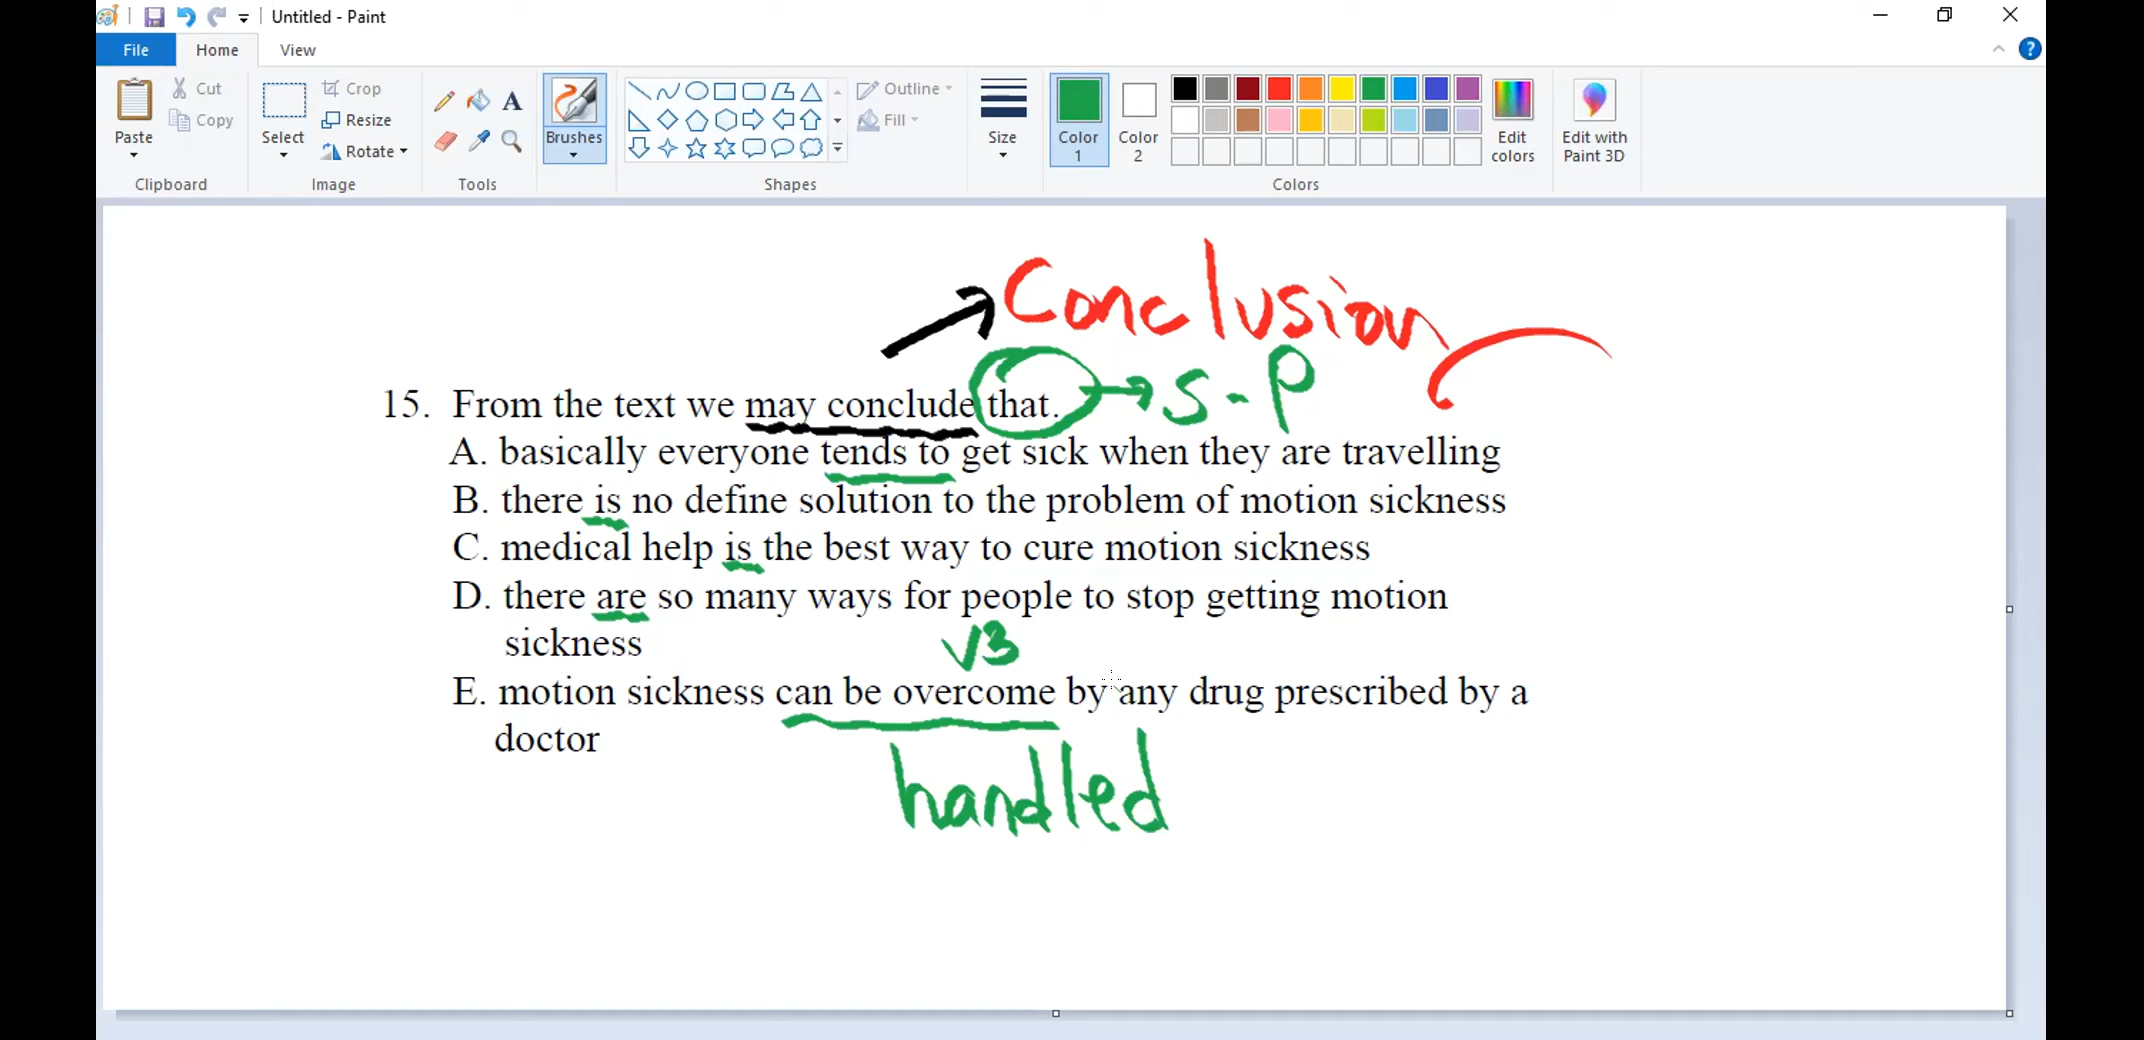 Untitled - Paint
File Home View
Paste Cut Copy Clipboard
Select Crop Resize Rotate Image
A Tools
Brushes
Shapes Outline Fill
Size
Color 1
Color 2
Colors
Edit colors
Edit with Paint 3D
Conclusion
S - P
15. From the text we may conclude that.
A. basically everyone tends to get sick when they are travelling
B. there is no define solution to the problem of motion sickness
C. medical help is the best way to cure motion sickness
D. there are so many ways for people to stop getting motion
sickness
V3
E. motion sickness can be overcome by any drug prescribed by a
doctor
handled